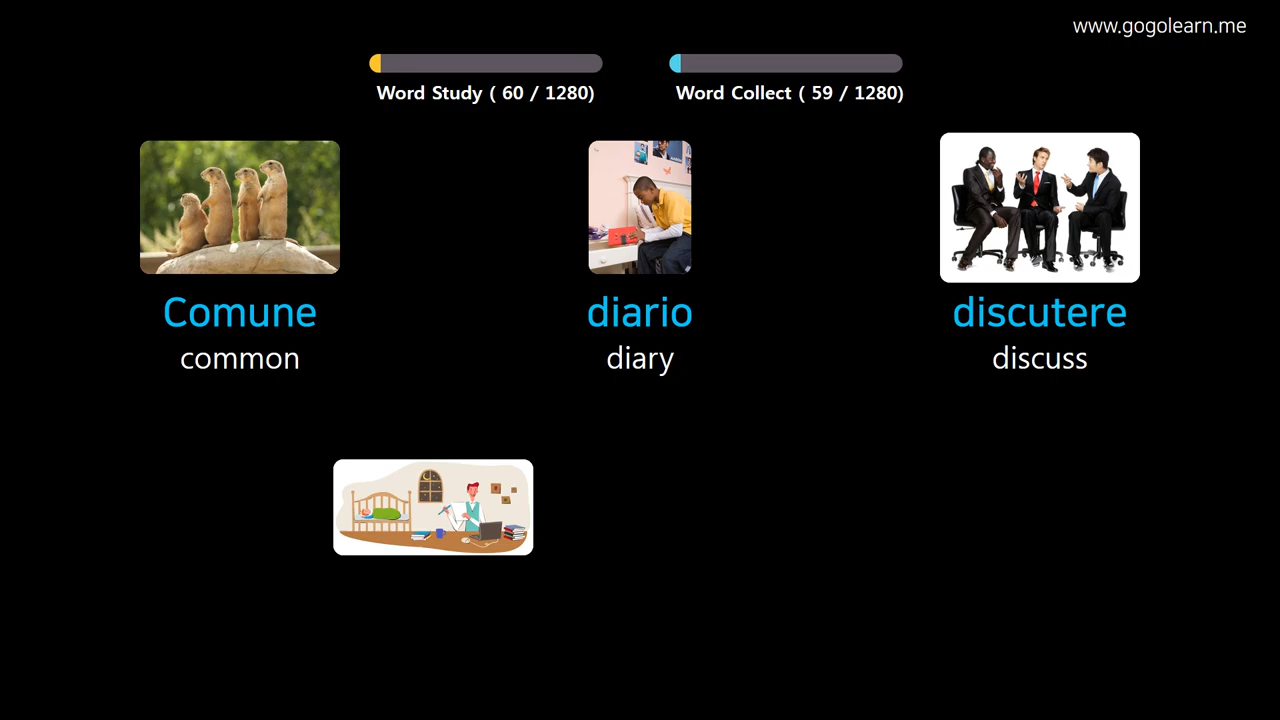 www.gogolearn.me
Word Study ( 60 / 1280)
Word Collect ( 59 / 1280)
Comune
diario
discutere
common
diary
discuss